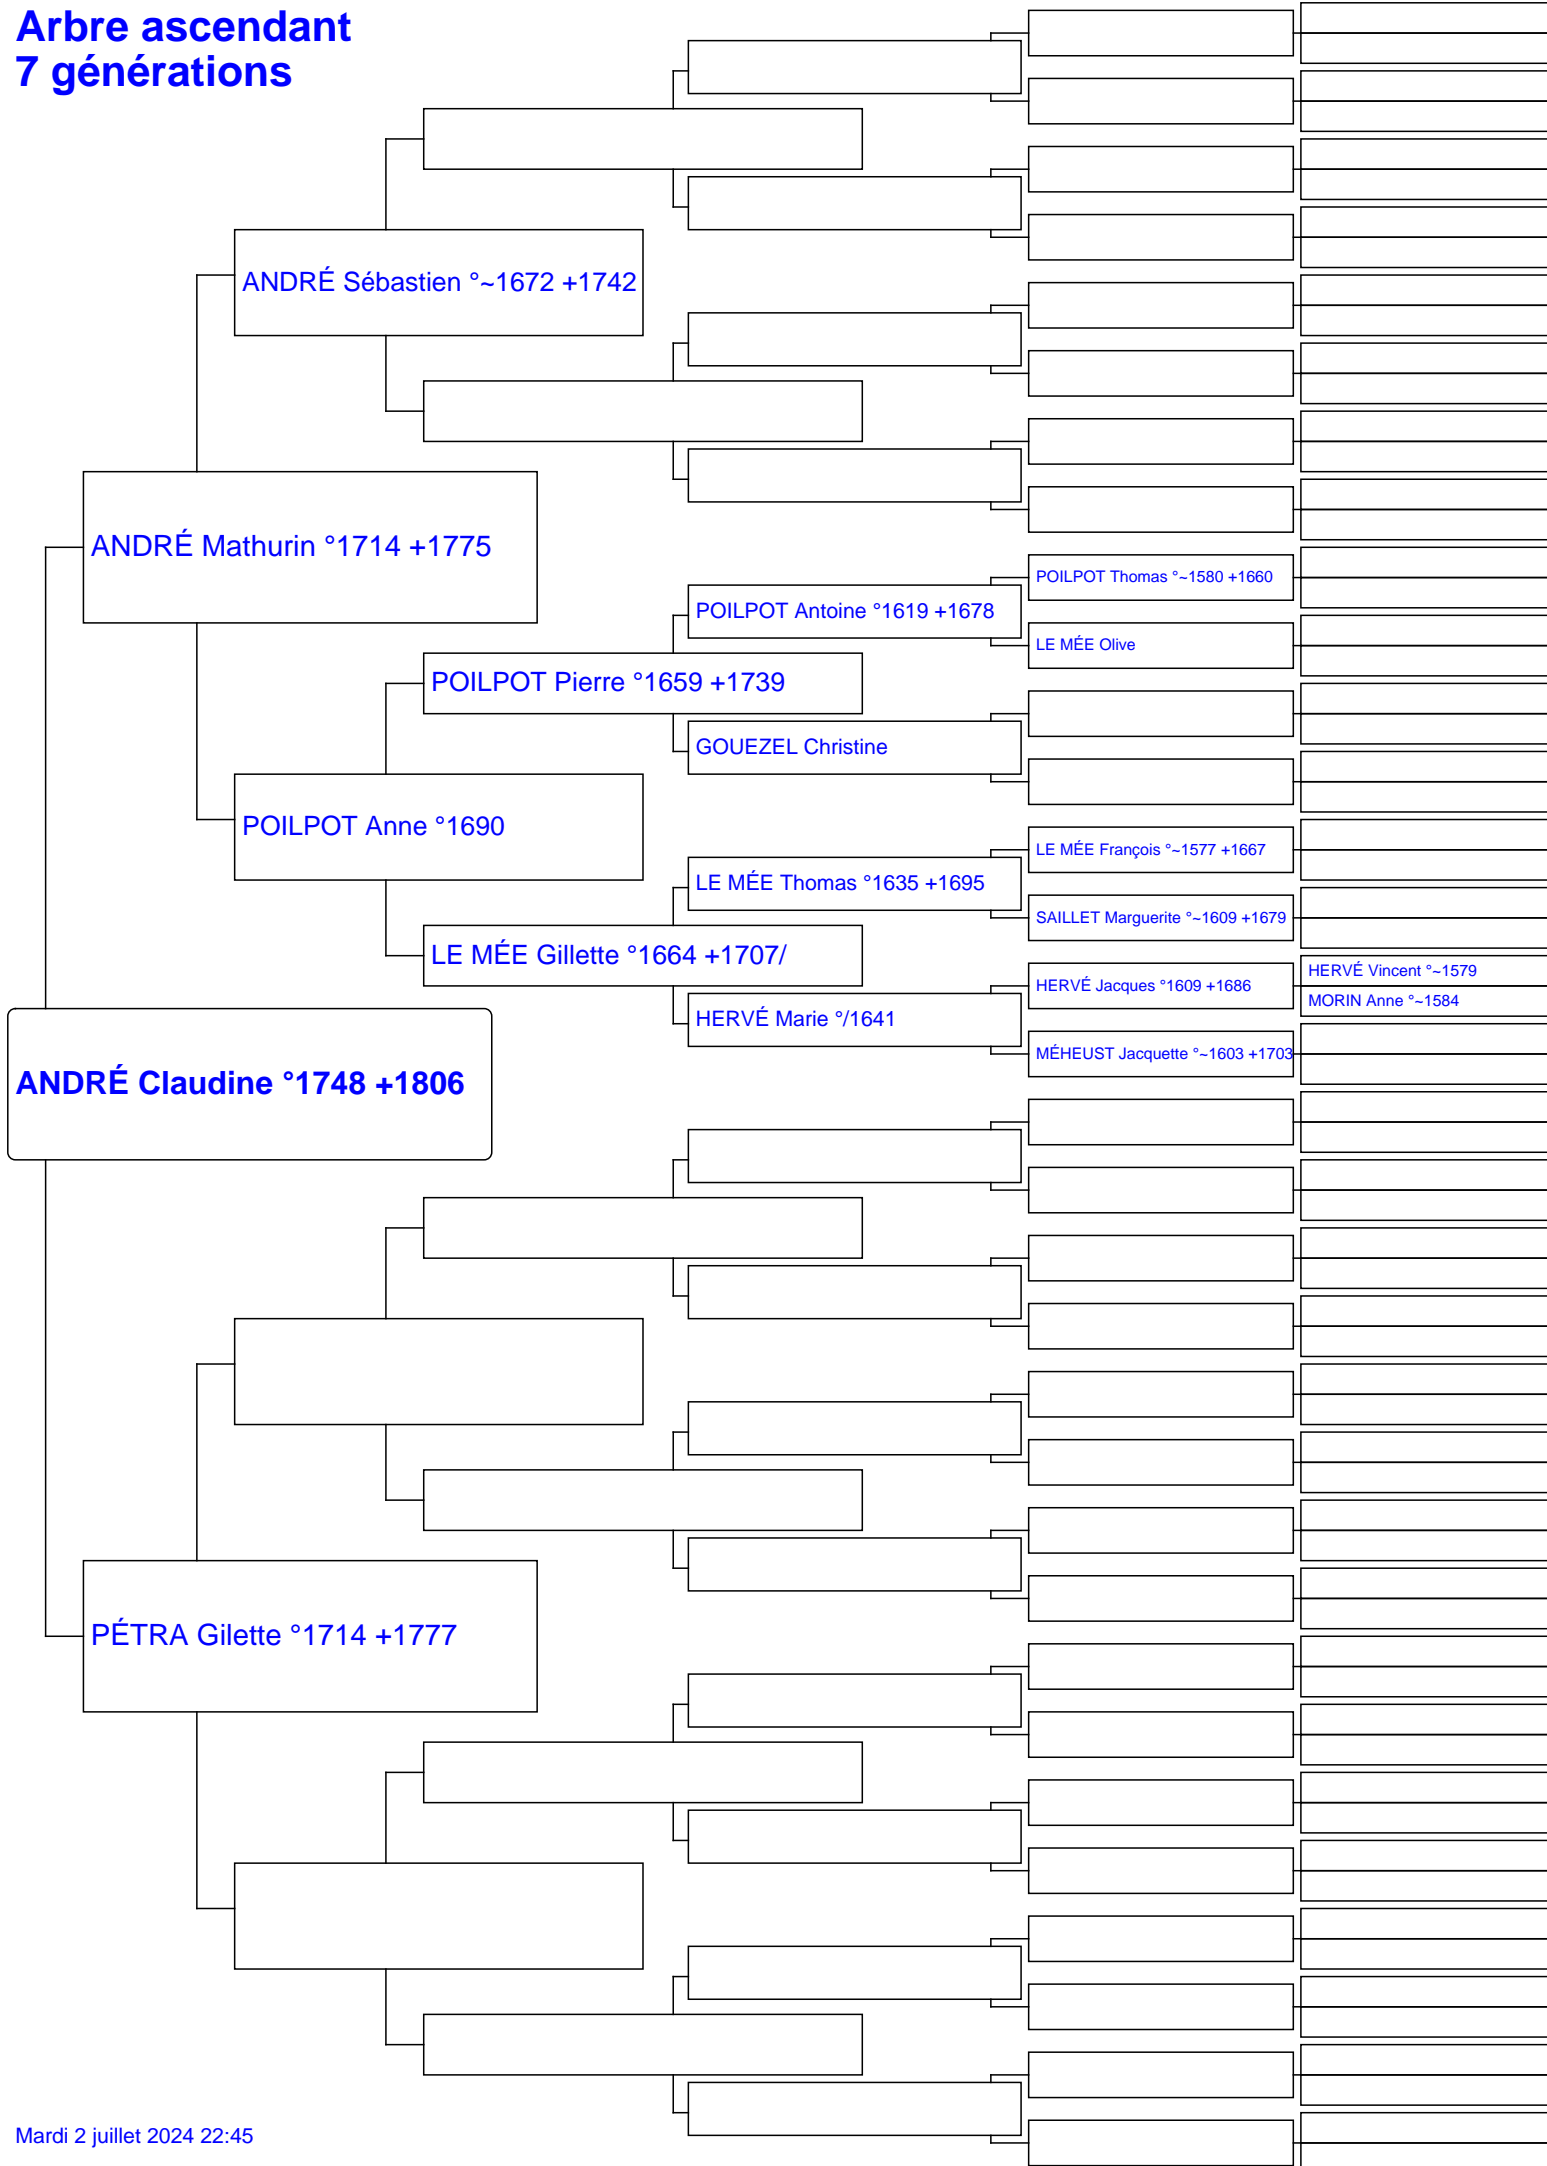 Arbre ascendant
7 générations
ANDRÉ Sébastien °~1672 +1742
ANDRÉ Mathurin °1714 +1775
POILPOT Thomas °~1580 +1660
POILPOT Antoine °1619 +1678
LE MÉE Olive
POILPOT Pierre °1659 +1739
GOUEZEL Christine
POILPOT Anne °1690
LE MÉE François °~1577 +1667
LE MÉE Thomas °1635 +1695
SAILLET Marguerite °~1609 +1679
LE MÉE Gillette °1664 +1707/
HERVÉ Vincent °~1579
HERVÉ Jacques °1609 +1686
MORIN Anne °~1584
HERVÉ Marie °/1641
MÉHEUST Jacquette °~1603 +1703
ANDRÉ Claudine °1748 +1806
PÉTRA Gilette °1714 +1777
Mardi 2 juillet 2024 22:45